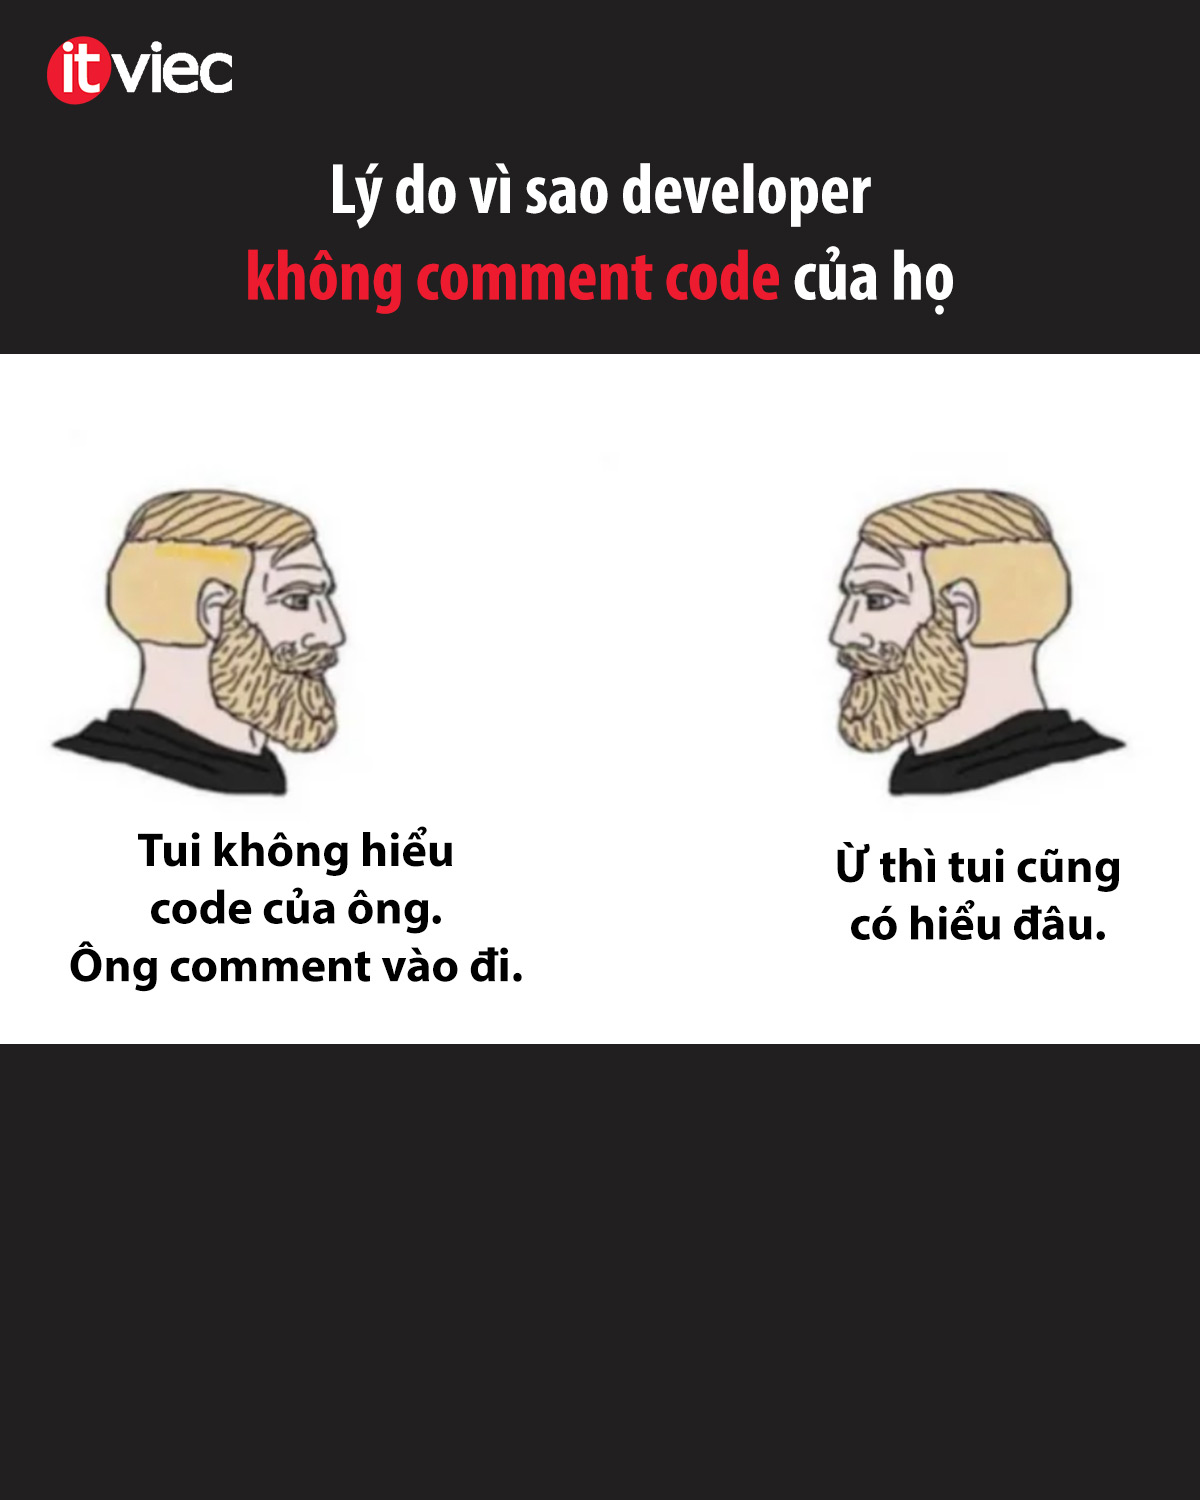 itviec
Lý do vì sao developer
không comment code của họ
Tui không hiểu
code của ông.
Ông comment vào đi.
Ừ thì tui cũng
có hiểu đâu.